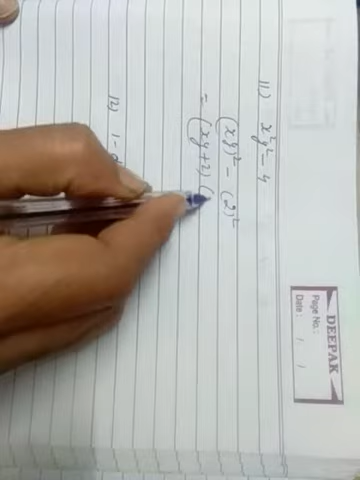 DEEPAK
Page No.:
Date: / /
11) x²y² - 4
(xy)² - (2)²
= (xy+2) (
12) 1 -